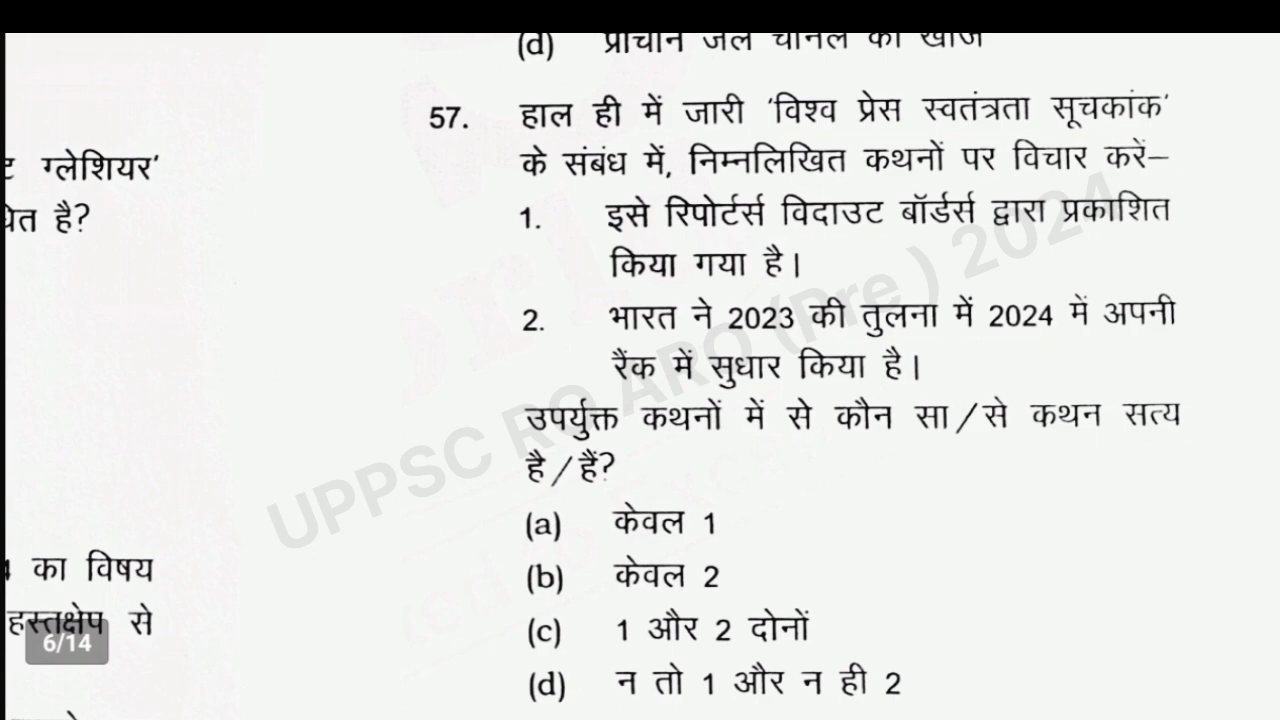 (d) प्राचीन जल चैनल की खोज
57. हाल ही में जारी 'विश्व प्रेस स्वतंत्रता सूचकांक'
के संबंध में, निम्नलिखित कथनों पर विचार करें–
1. इसे रिपोर्टर्स विदाउट बॉर्डर्स द्वारा प्रकाशित
किया गया है।
2. भारत ने 2023 की तुलना में 2024 में अपनी
रैंक में सुधार किया है।
उपर्युक्त कथनों में से कौन सा/से कथन सत्य
है/हैं?
(a) केवल 1
(b) केवल 2
(c) 1 और 2 दोनों
(d) न तो 1 और न ही 2
ग्लेशियर'
है?
का विषय
हस्तक्षेप से
6/14
UPPSC RO ARO (Pre) 2024